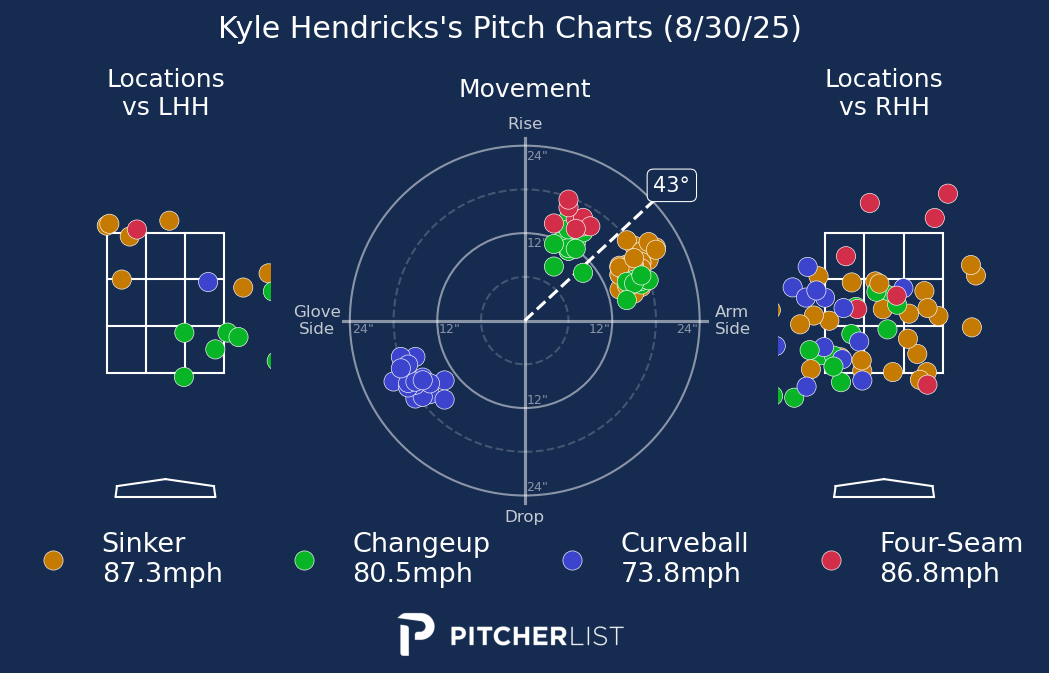 Kyle Hendricks's Pitch Charts (8/30/25)
Locations
vs LHH
Movement
Locations
vs RHH
Rise
24"
43°
12"
Glove
Side
24"
12"
12"
24"
Arm
Side
12"
24"
Drop
Sinker
87.3mph
Changeup
80.5mph
Curveball
73.8mph
Four-Seam
86.8mph
PITCHERLIST